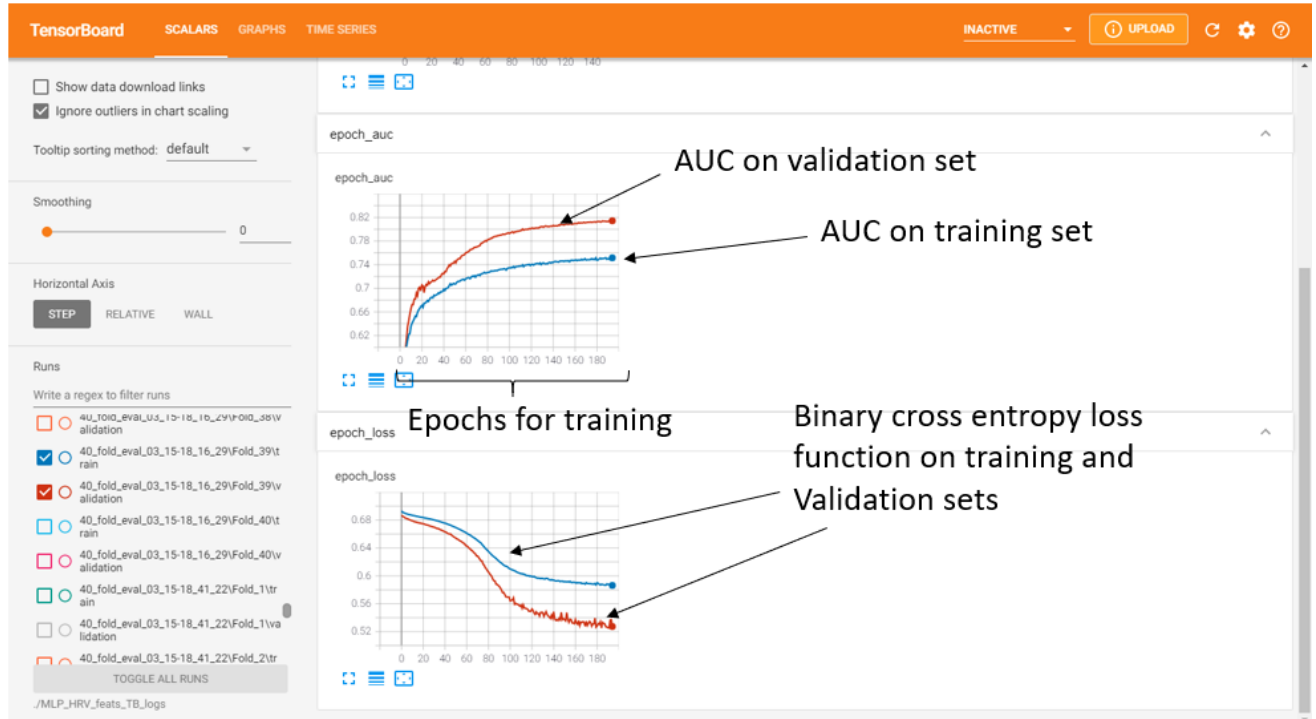 TensorBoard SCALARS GRAPHS TIME SERIES INACTIVE UPLOAD
Show data download links
Ignore outliers in chart scaling
Tooltip sorting method: default
Smoothing
0
Horizontal Axis
STEP RELATIVE WALL
Runs
Write a regex to filter runs
40_fold_eval_03_15-18_16_29\Fold_38\v
alidation
40_fold_eval_03_15-18_16_29\Fold_39\t
rain
40_fold_eval_03_15-18_16_29\Fold_39\v
alidation
40_fold_eval_03_15-18_16_29\Fold_40\t
rain
40_fold_eval_03_15-18_16_29\Fold_40\v
alidation
40_fold_eval_03_15-18_41_22\Fold_1\tr
ain
40_fold_eval_03_15-18_41_22\Fold_1\va
lidation
40_fold_eval_03_15-18_41_22\Fold_2\tr
TOGGLE ALL RUNS
./MLP_HRV_feats_TB_logs
0 20 40 60 80 100 120 140
epoch_auc
epoch_auc
AUC on validation set
AUC on training set
0.82
0.78
0.74
0.7
0.66
0.62
0 20 40 60 80 100 120 140 160 180
Epochs for training
epoch_loss
epoch_loss
Binary cross entropy loss
function on training and
Validation sets
0.68
0.64
0.6
0.56
0.52
0 20 40 60 80 100 120 140 160 180